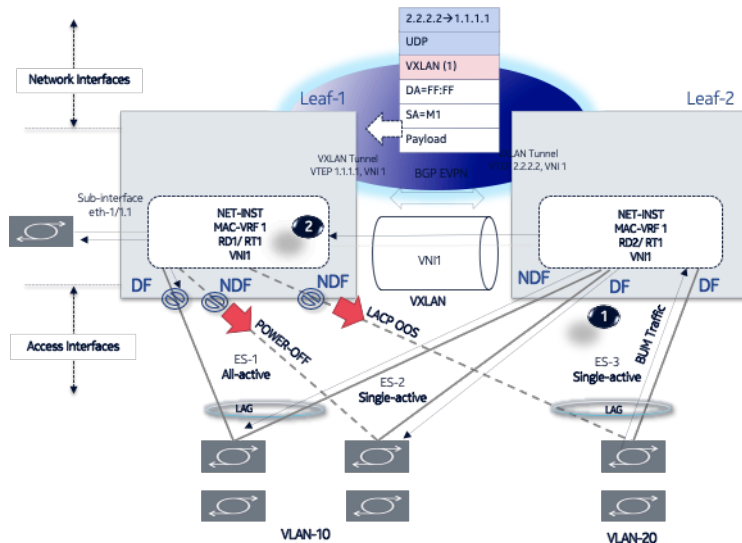 2.2.2.2→1.1.1.1
UDP
VXLAN (1)
DA=FF:FF
SA=M1
Payload
Network Interfaces
Leaf-1
Leaf-2
VXLAN Tunnel
VTEP 1.1.1.1, VNI 1
BGP EVPN
Tunnel
2.2.2.2, VNI 1
Sub-interface
eth-1/1.1
NET-INST
MAC-VRF 1
RD1/ RT1
VNI1
2
NET-INST
MAC-VRF 1
RD2/ RT1
VNI1
VNI1
VXLAN
DF
NDF
NDF
NDF
DF
DF
Access Interfaces
POWER-OFF
LACP OOS
1
BUM Traffic
ES-1
All-active
ES-2
Single-active
ES-3
Single-active
LAG
LAG
VLAN-10
VLAN-20